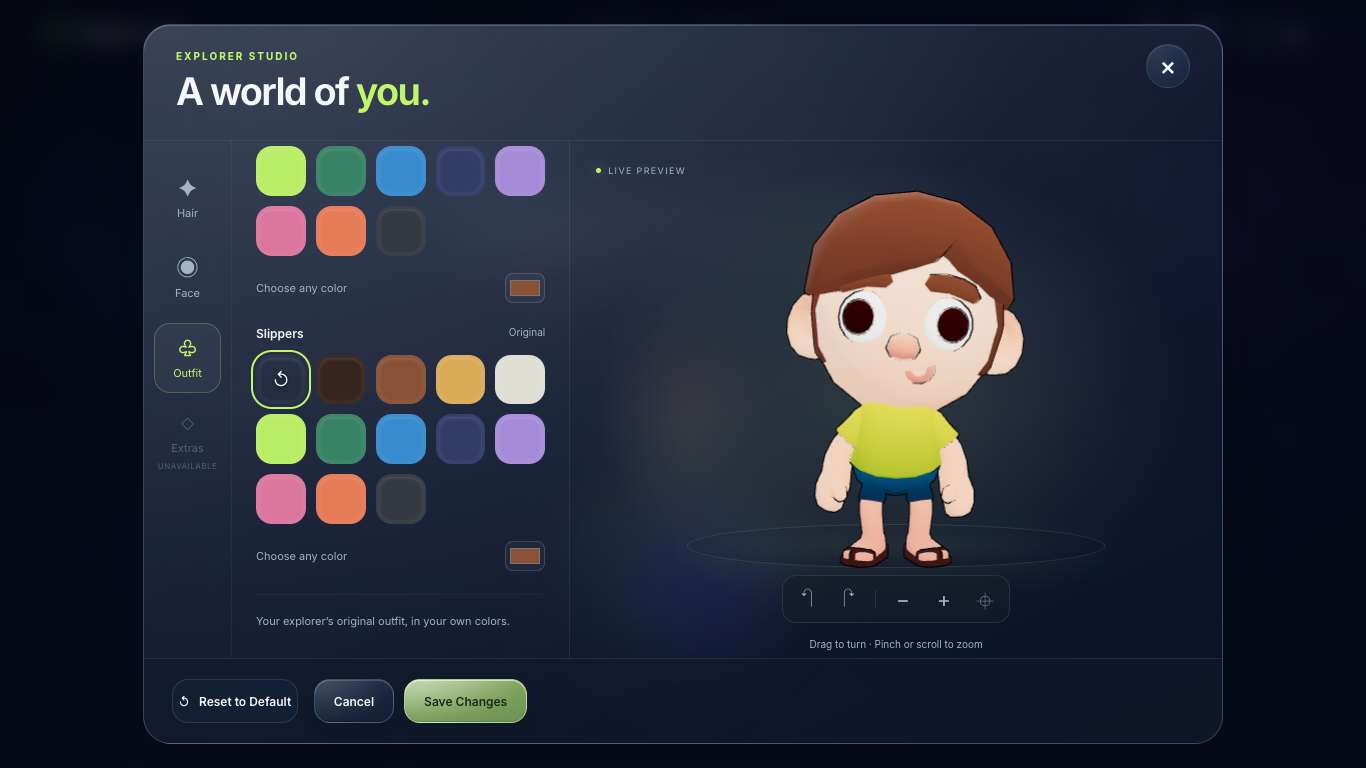 EXPLORER STUDIO
A world of you.
Hair
Face
Outfit
Extras
UNAVAILABLE
Choose any color
Slippers
Original
Choose any color
Your explorer’s original outfit, in your own colors.
LIVE PREVIEW
Drag to turn · Pinch or scroll to zoom
Reset to Default
Cancel
Save Changes